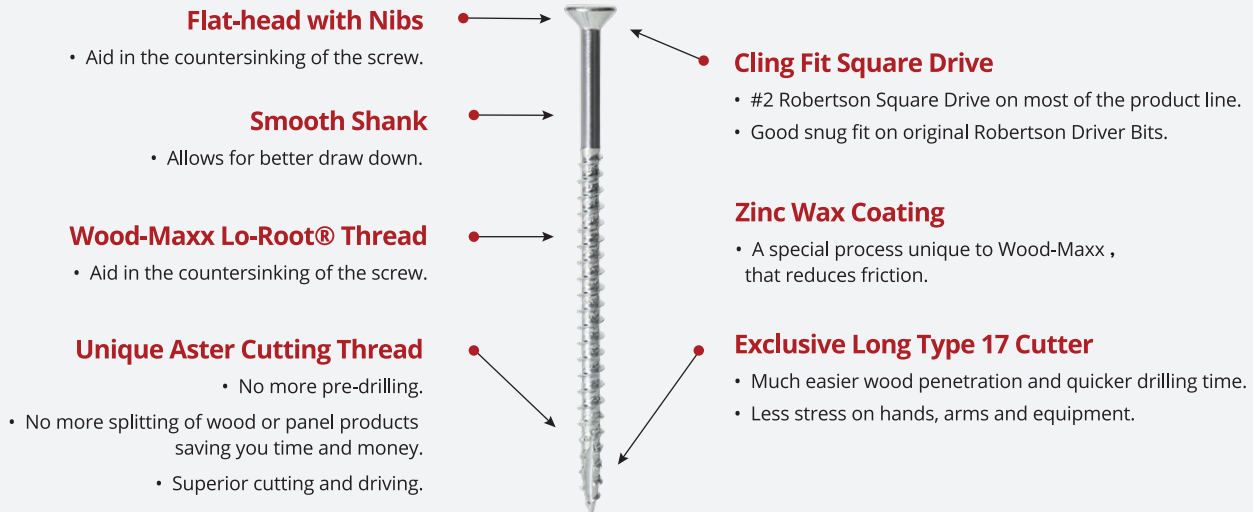 Flat-head with Nibs
• Aid in the countersinking of the screw.
Smooth Shank
• Allows for better draw down.
Wood-Maxx Lo-Root® Thread
• Aid in the countersinking of the screw.
Unique Aster Cutting Thread
• No more pre-drilling.
• No more splitting of wood or panel products
saving you time and money.
• Superior cutting and driving.
Cling Fit Square Drive
• #2 Robertson Square Drive on most of the product line.
• Good snug fit on original Robertson Driver Bits.
Zinc Wax Coating
• A special process unique to Wood-Maxx ,
that reduces friction.
Exclusive Long Type 17 Cutter
• Much easier wood penetration and quicker drilling time.
• Less stress on hands, arms and equipment.